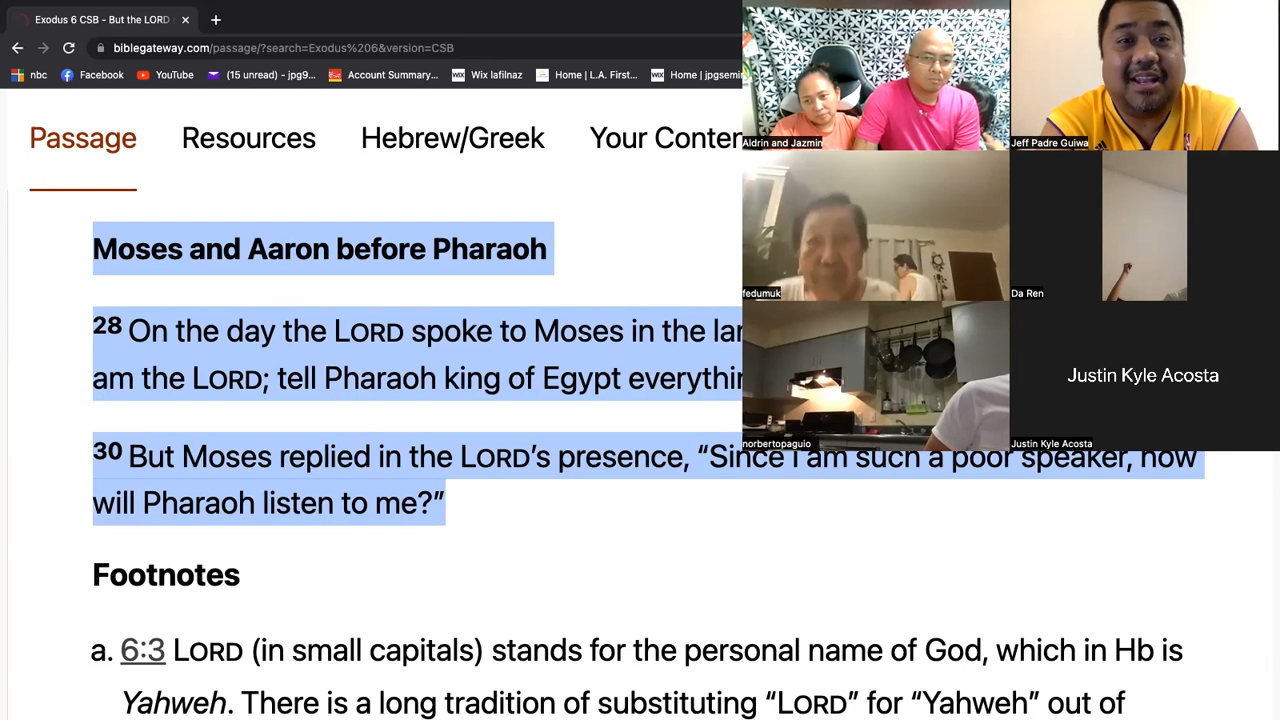 Exodus 6 CSB - But the LORD
biblegateway.com/passage/?search=Exodus%206&version=CSB
nbc
Facebook
YouTube
(15 unread) - jpg9...
Account Summary...
Wix lafilnaz
Home | L.A. First...
Home | jpgsemi
Passage
Resources
Hebrew/Greek
Your Conten
Moses and Aaron before Pharaoh
28 On the day the LORD spoke to Moses in the lan
am the LORD; tell Pharaoh king of Egypt everythin
30 But Moses replied in the LORD’s presence, “Since I am such a poor speaker, how
will Pharaoh listen to me?”
Footnotes
a. 6:3 LORD (in small capitals) stands for the personal name of God, which in Hb is
Yahweh. There is a long tradition of substituting “LORD” for “Yahweh” out of
Aldrin and Jazmin
Jeff Padre Guiwa
fedumuk
Da Ren
Justin Kyle Acosta
norbertopaguio
Justin Kyle Acosta